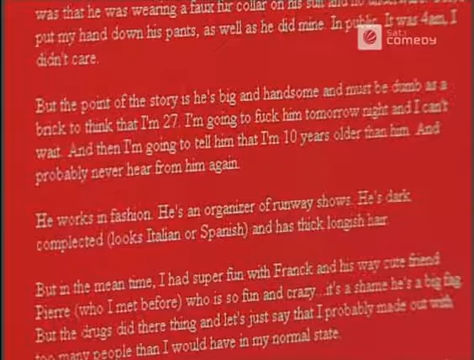 was that he was wearing a faux fur collar on his suit and no
put my hand down his pants, as well as he did mine. In public. It was 4am, I
didn't care.
Sat1
comedy
But the point of the story is he's big and handsome and must be dumb as a
brick to think that I'm 27. I'm going to fuck him tomorrow night and I can't
wait. And then I'm going to tell him that I'm 10 years older than him. And
probably never hear from him again.
He works in fashion. He's an organizer of runway shows. He's dark
complected (looks Italian or Spanish) and has thick longish hair.
But in the mean time, I had super fun with Franck and his way cute friend
Pierre (who I met before) who is so fun and crazy...it's a shame he's a big fag.
But the drugs did there thing and let's just say that I probably made out with
too many people than I would have in my normal state.